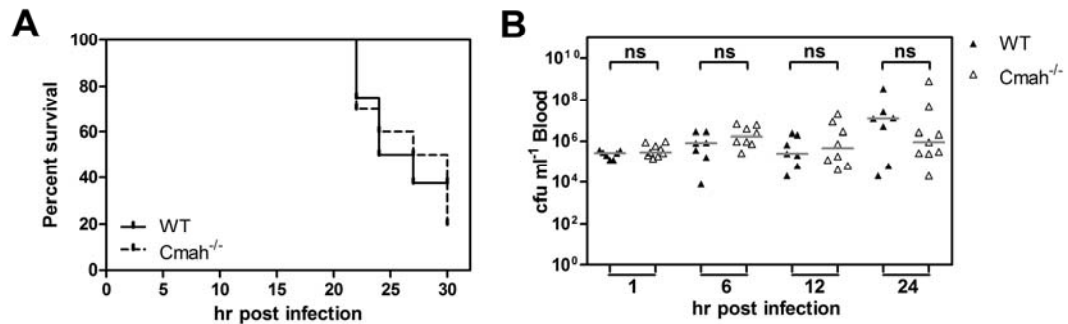 A
Percent survival
100
80
60
40
20
0
WT
Cmah-/-
0 5 10 15 20 25 30
hr post infection
B
cfu ml-1 Blood
10^10
10^8
10^6
10^4
10^2
10^0
ns ns ns ns
1 6 12 24
hr post infection
WT
Cmah-/-